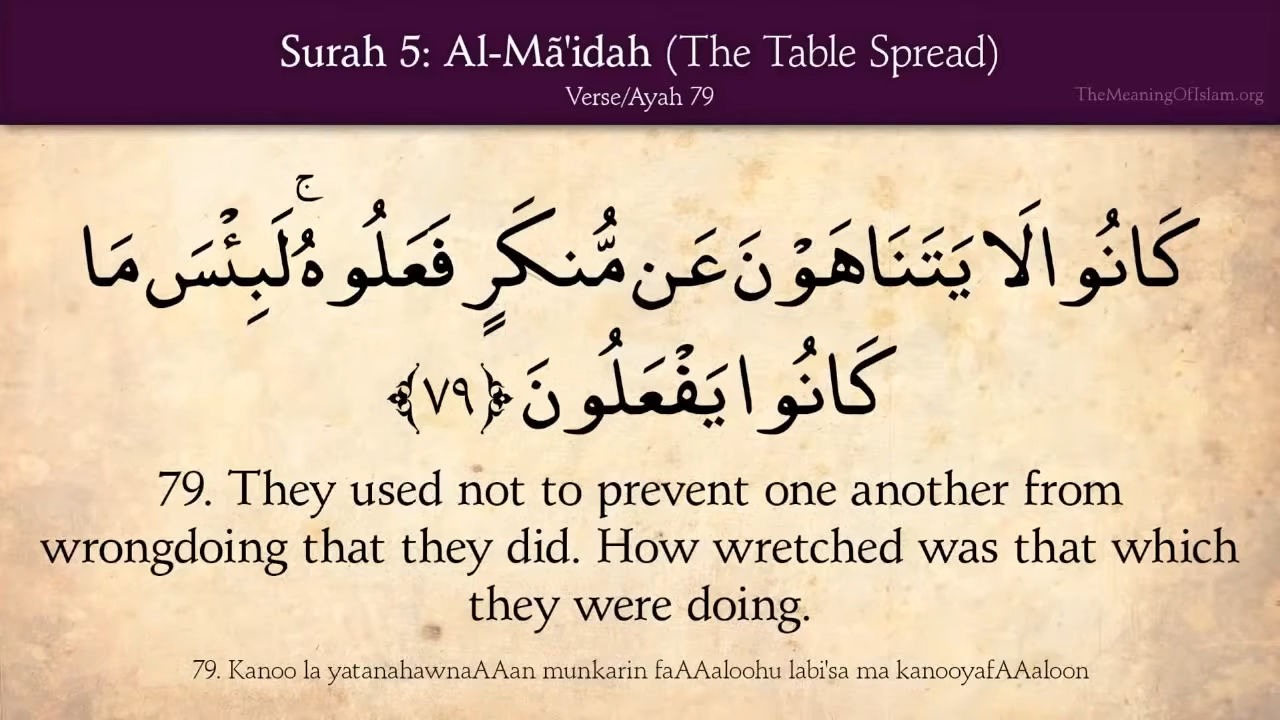 Surah 5: Al-Mã'idah (The Table Spread)
Verse/Ayah 79
TheMeaningOfIslam.org
كَانُوا لَا يَتَنَاهَوْنَ عَن مُّنكَرٍ فَعَلُوهُ ۚ لَبِئْسَ مَا
كَانُوا يَفْعَلُونَ ﴿٧٩﴾
79. They used not to prevent one another from
wrongdoing that they did. How wretched was that which
they were doing.
79. Kanoo la yatanahawnaAAan munkarin faAAaloohu labi'sa ma kanooyafAAaloon